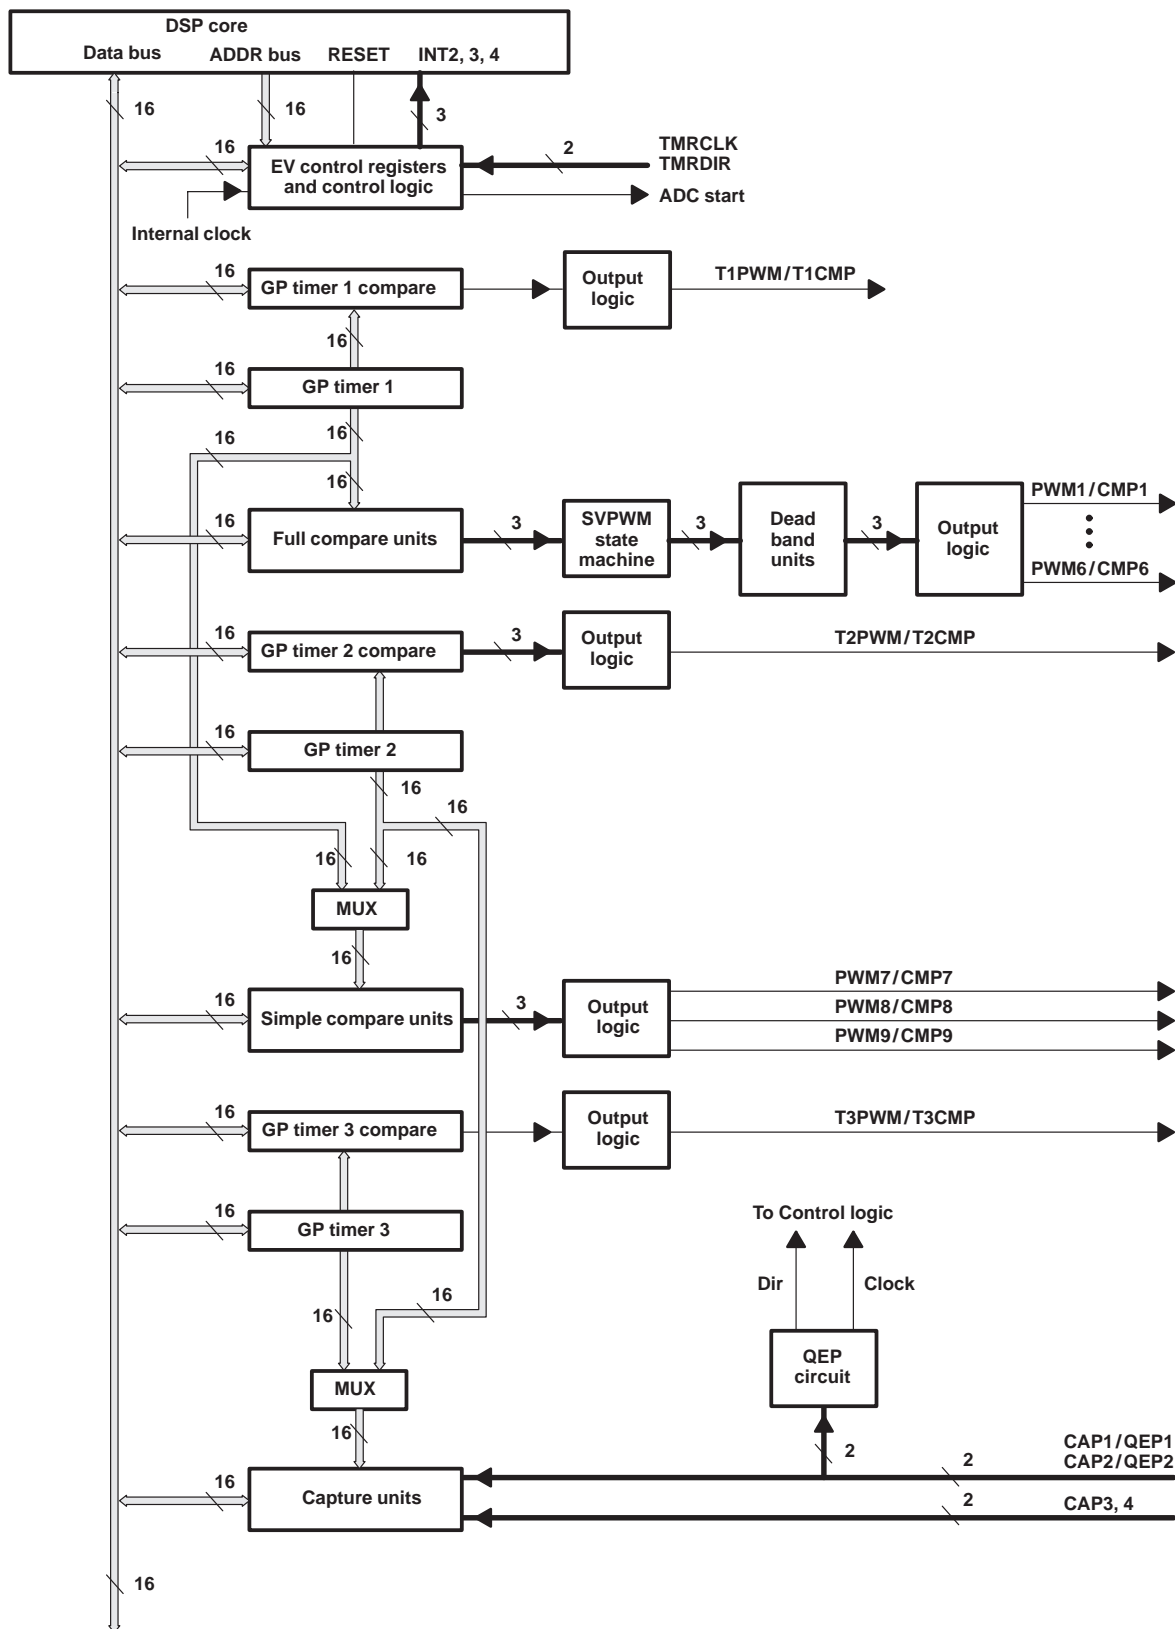 DSP core
Data bus ADDR bus RESET INT2, 3, 4
16 16 3
16 2 TMRCLK
TMRDIR
EV control registers
and control logic
ADC start
Internal clock
16 GP timer 1 compare
Output
logic
T1PWM/T1CMP
16
16 GP timer 1
16
16
16
16 Full compare units
3
SVPWM
state
machine
3
Dead
band
units
3
Output
logic
PWM1/CMP1
PWM6/CMP6
16 GP timer 2 compare
3
Output
logic
T2PWM/T2CMP
16 GP timer 2
16
16
16 16
MUX
16
16 Simple compare units
3
Output
logic
PWM7/CMP7
PWM8/CMP8
PWM9/CMP9
16 GP timer 3 compare
Output
logic
T3PWM/T3CMP
16 GP timer 3
To Control logic
Dir Clock
16
16
QEP
circuit
MUX
16
2
2 CAP1/QEP1
CAP2/QEP2
16 Capture units
2 CAP3, 4
16